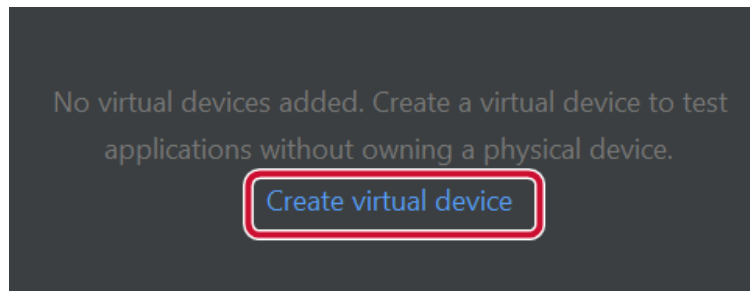 No virtual devices added. Create a virtual device to test
applications without owning a physical device.
Create virtual device